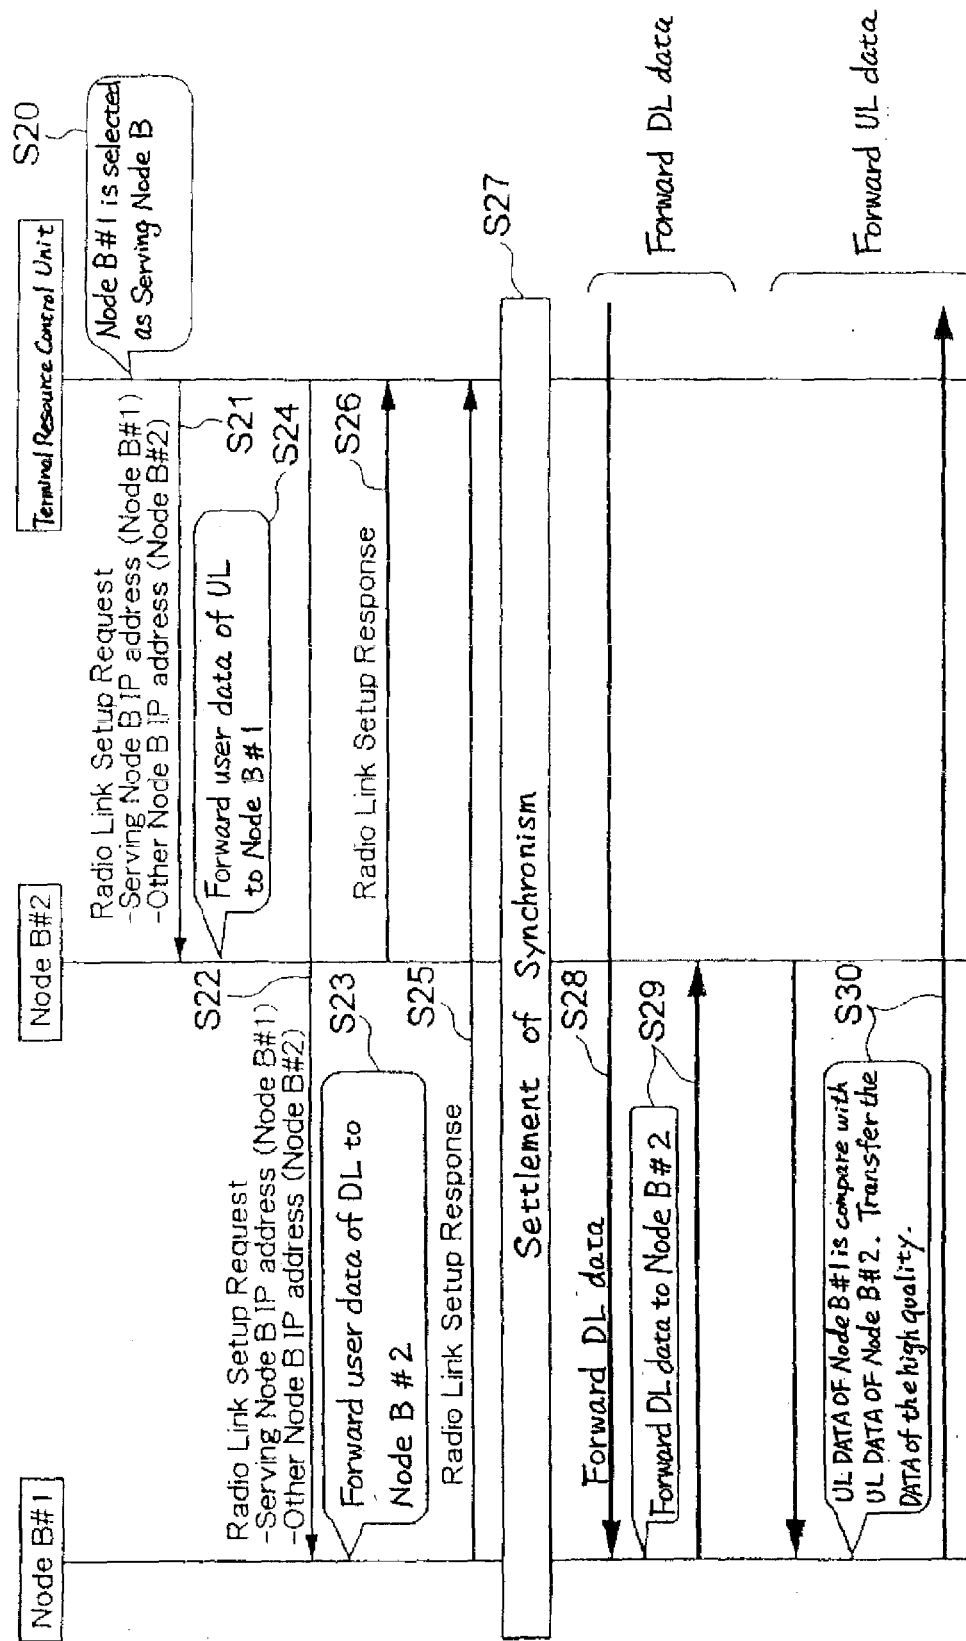 Node B#1
Node B#2
Terminal Resource Control Unit
S20
Node B#1 is selected
as Serving Node B
Radio Link Setup Request
-Serving Node B IP address (Node B#1)
-Other Node B IP address (Node B#2)
S21
S22
Forward user data of UL
to Node B#1
S24
Radio Link Setup Request
-Serving Node B IP address (Node B#1)
-Other Node B IP address (Node B#2)
S23
Forward user data of DL to
Node B#2
Radio Link Setup Response
S26
Radio Link Setup Response
S25
Settlement of Synchronism
S27
Forward DL data
S28
Forward DL data to Node B#2
S29
Forward DL data
UL DATA OF Node B#1 is compare with
UL DATA OF Node B#2. Transfer the
DATA of the high quality.
S30
Forward UL data